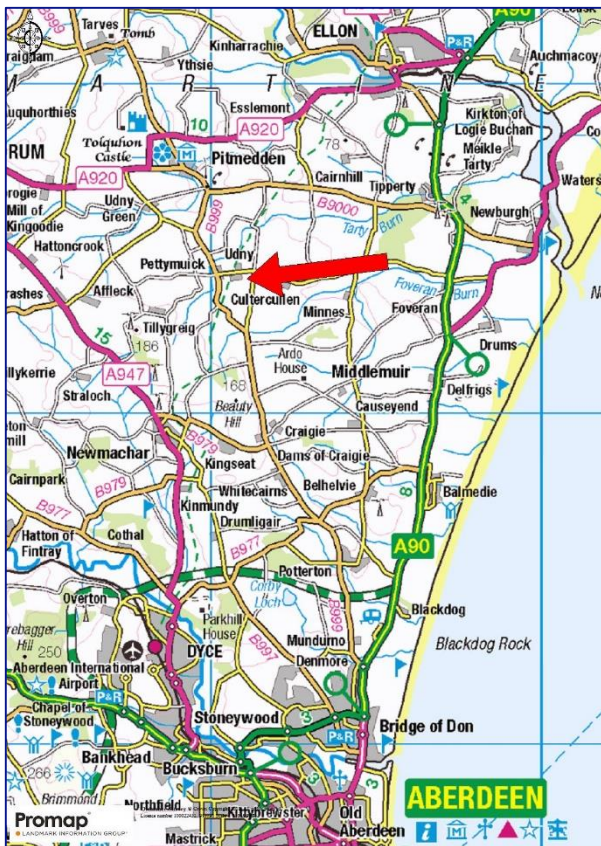 Tarves
Tomb
B999
Kinharrachie
ELLON
P&R
A90
Ythsie
Auchmacoy
Esslemont
10
A920
Kirkton of
Logie Buchan
Meikle
Tarty
Tolquhon
Castle
78
RUM
Pitmedden
Cairnhill
Tipperty
4
A920
Mill of
Kingoodie
Udny
Green
B999
B9000
Tarty Burn
Newburgh
Hattoncrook
Udny
Pettymuick
Foveran
Burn
Affleck
Cultercullen
Foveran
Minnes
15
Tillygreig
186
Drums
Ardo
House
A947
168
Middlemuir
Delfrigs
Straloch
Beauty
Hill
Causeyend
B979
Craigie
Newmachar
Kingseat
Dams of Craigie
Cairnpark
B979
Whitecairns
Belhelvie
8
Balmedie
Kinmundy
B977
Drumligair
Hatton of
Fintray
Cothal
B977
A90
Potterton
Overton
Corby
Loch
B999
Blackdog
Parkhill
House
Hill
250
B997
Mundurno
Blackdog Rock
DYCE
Denmore
Aberdeen International
Airport
P&R
Chapel of
Stoneywood
Stoneywood
3
P&R
Bridge of Don
Bankhead
Bucksburn
266
3
3
Brimmond
Northfield
ABERDEEN
Promap
LANDMARK INFORMATION GROUP
Kittybrewster
Old
Aberdeen
Mastrick